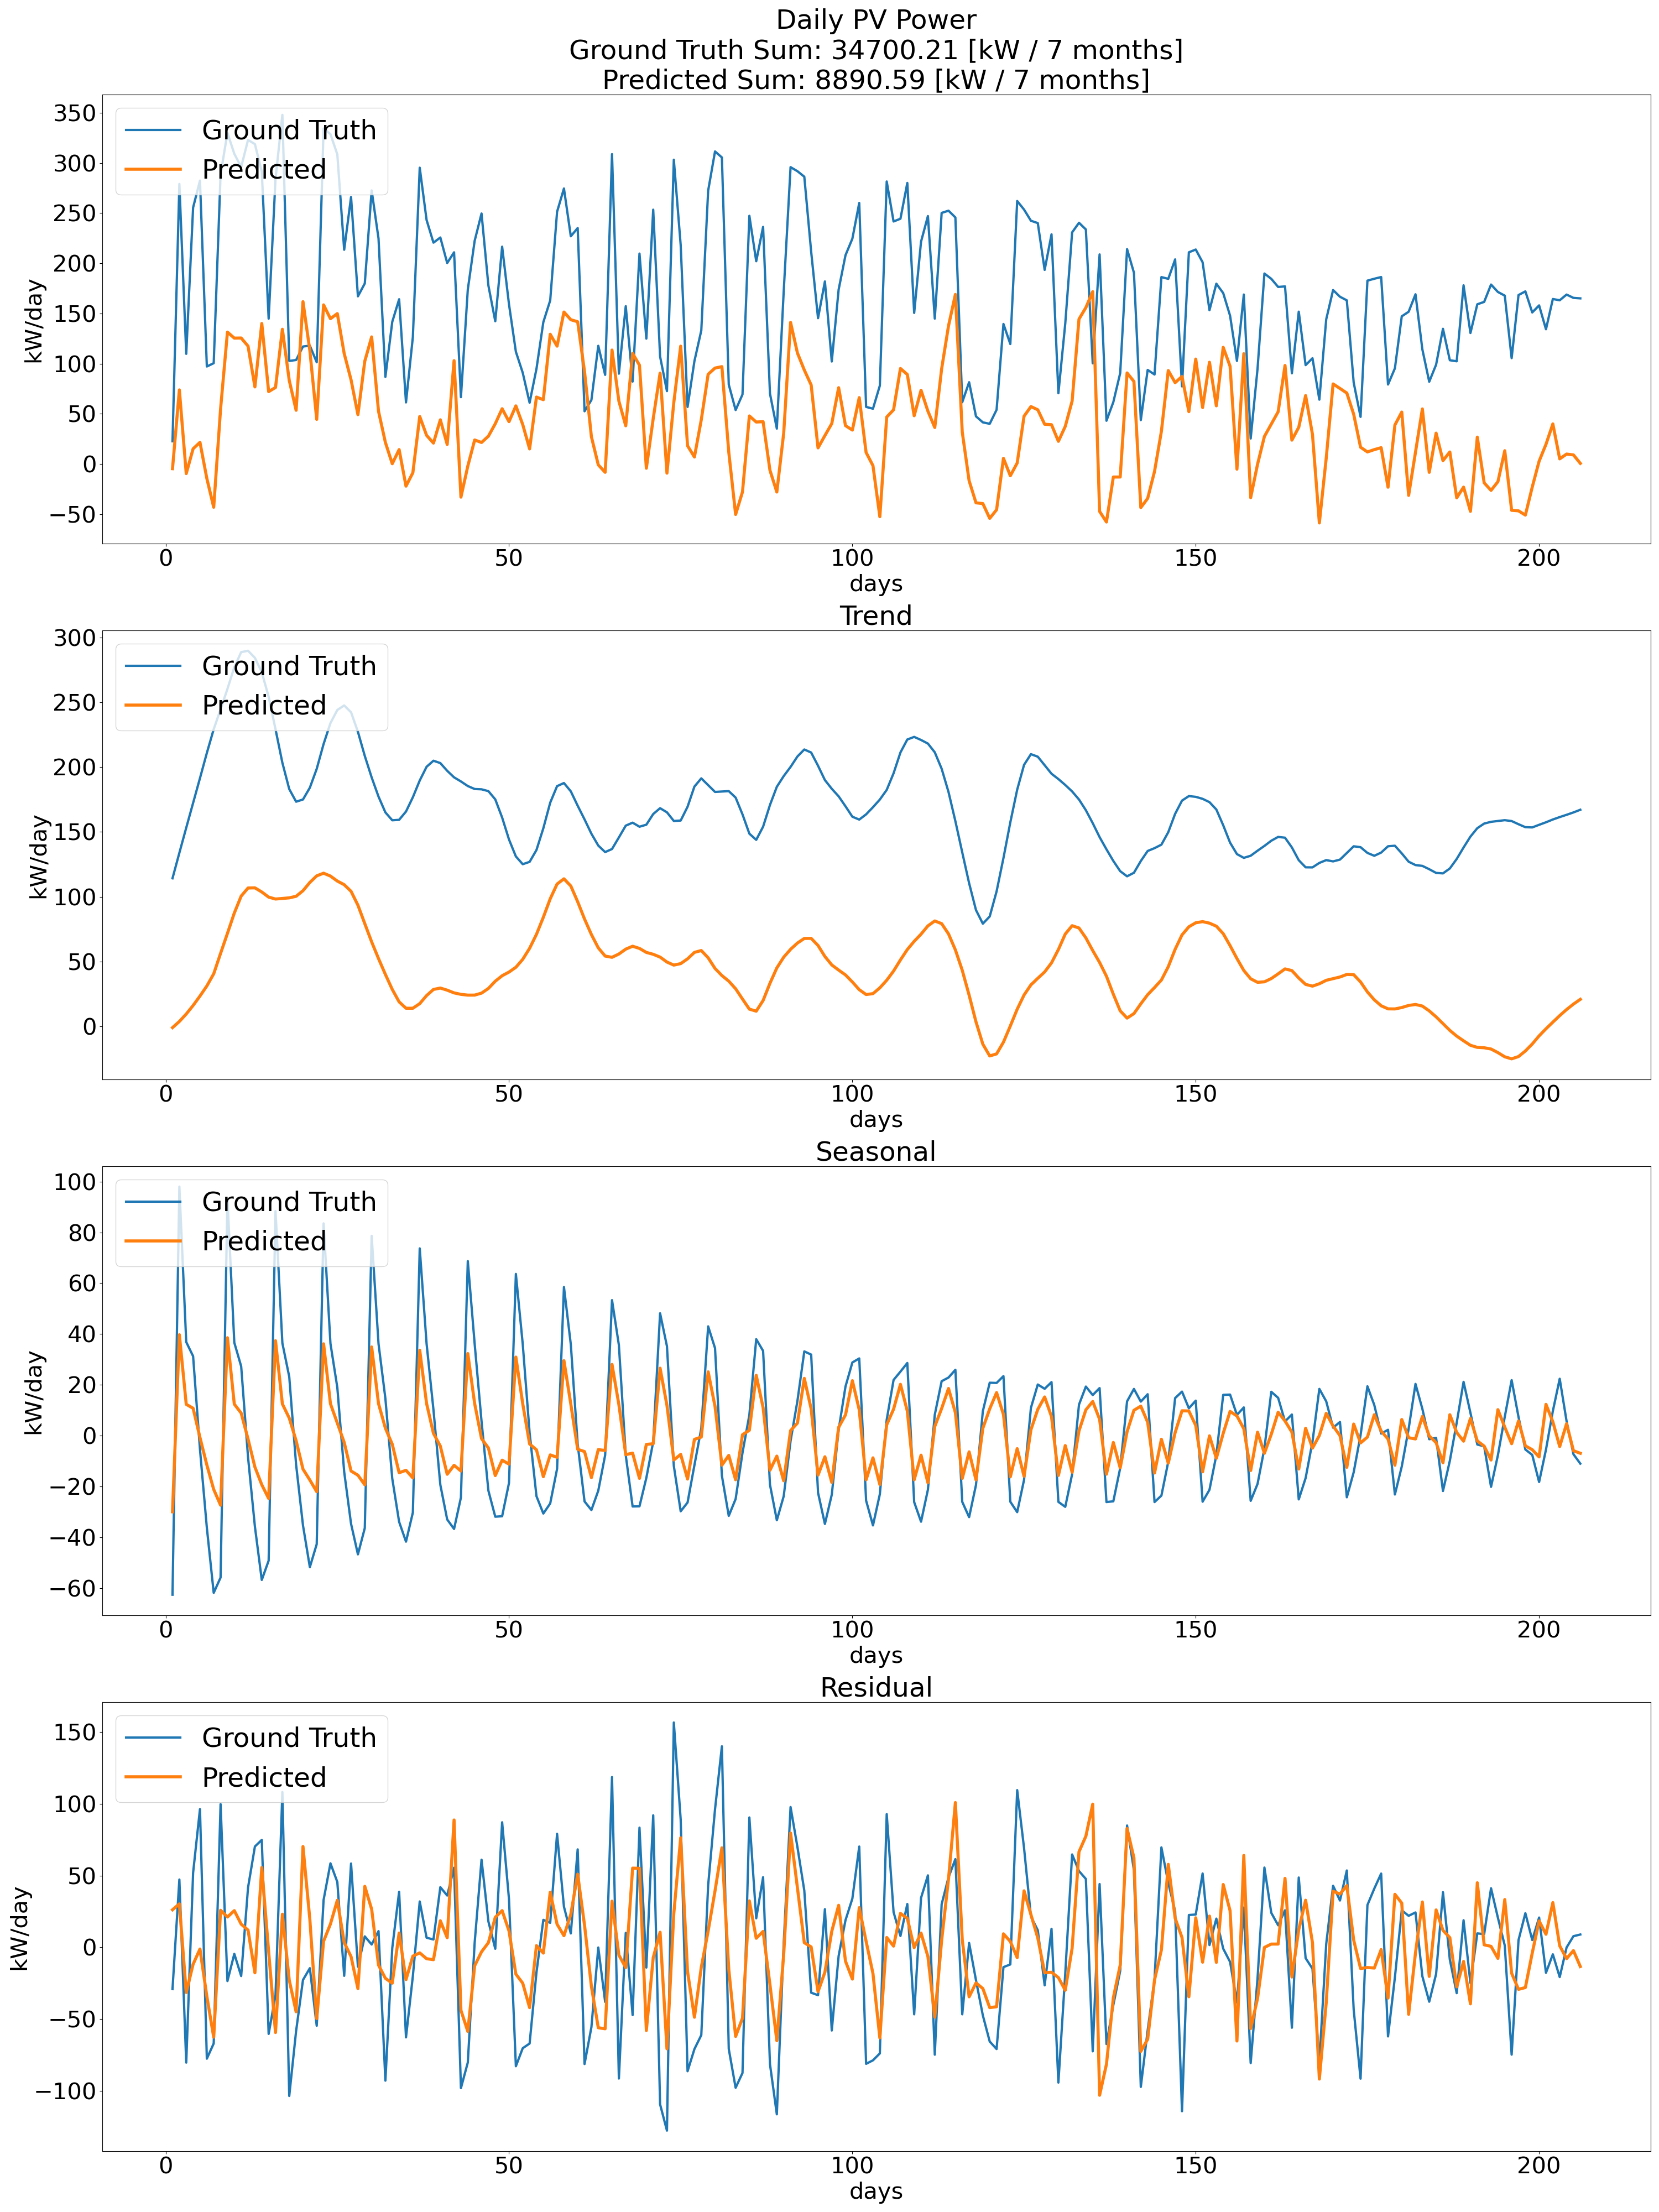 Daily PV Power
Ground Truth Sum: 34700.21 [kW / 7 months]
Predicted Sum: 8890.59 [kW / 7 months]
350
300
250
200
150
100
50
0
−50
kW/day
Ground Truth
Predicted
0 50 100 150 200
days
Trend
300
250
200
150
100
50
0
kW/day
Ground Truth
Predicted
0 50 100 150 200
days
Seasonal
100
80
60
40
20
0
−20
−40
−60
kW/day
Ground Truth
Predicted
0 50 100 150 200
days
Residual
150
100
50
0
−50
−100
kW/day
Ground Truth
Predicted
0 50 100 150 200
days